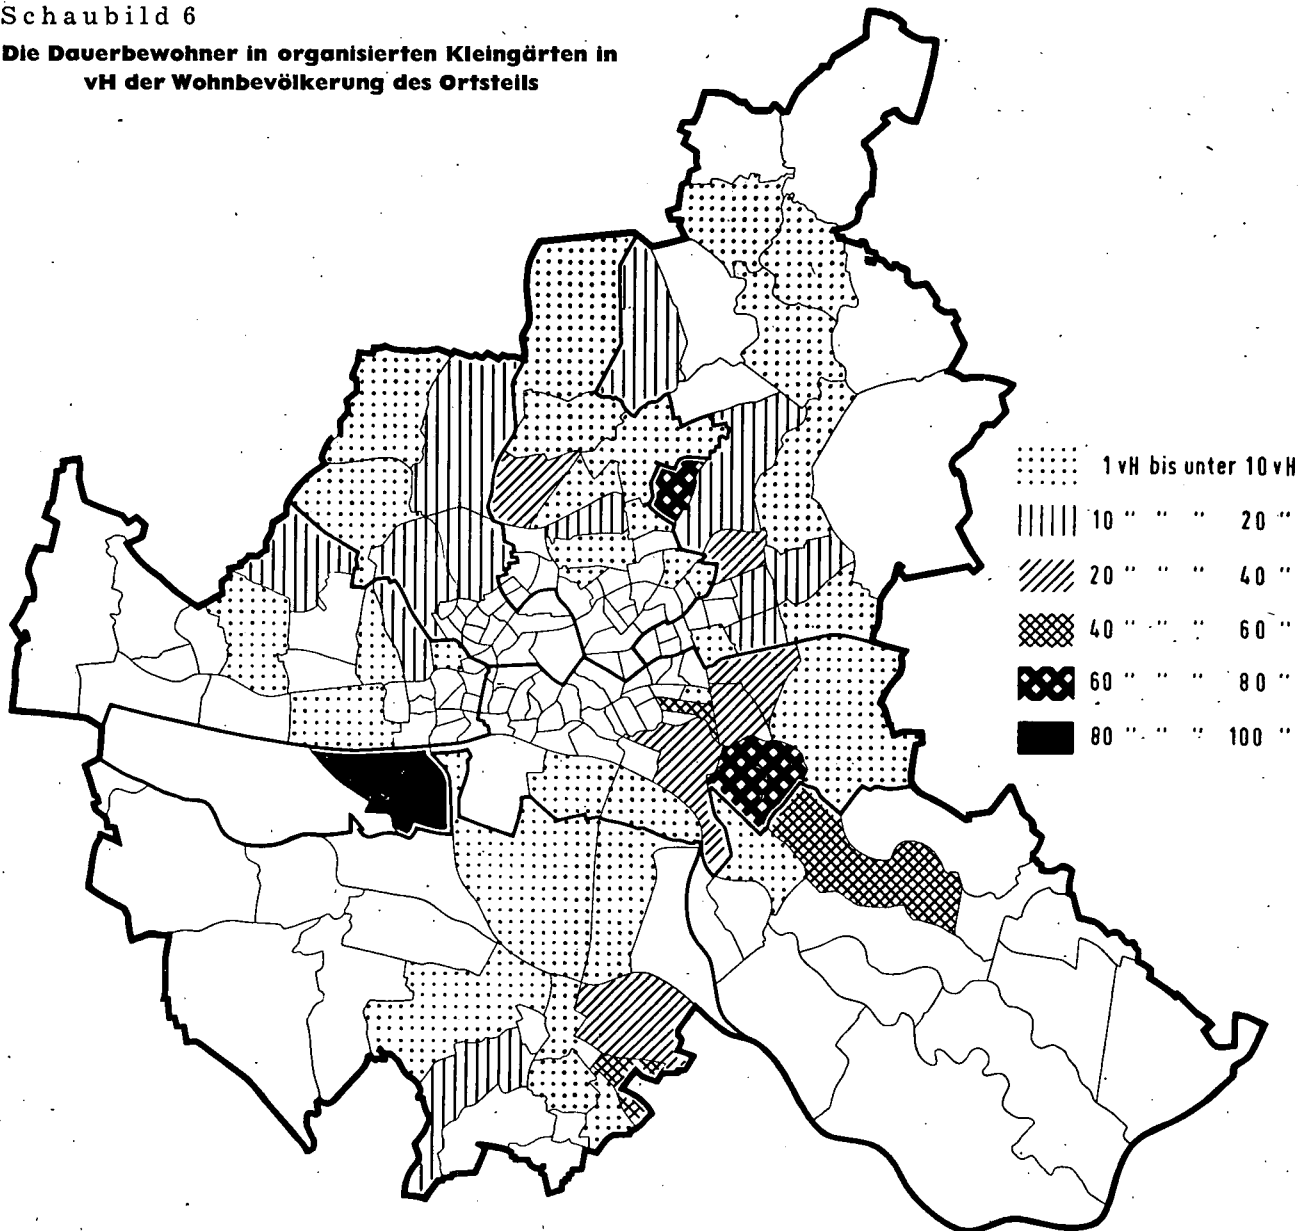 Schaubild 6
Die Dauerbewohner in organisierten Kleingärten in
vH der Wohnbevölkerung des Ortsteils
1 vH bis unter 10 vH
10 " " " 20 "
20 " " " 40 "
40 " " " 60 "
60 " " " 80 "
80 " " " 100 "